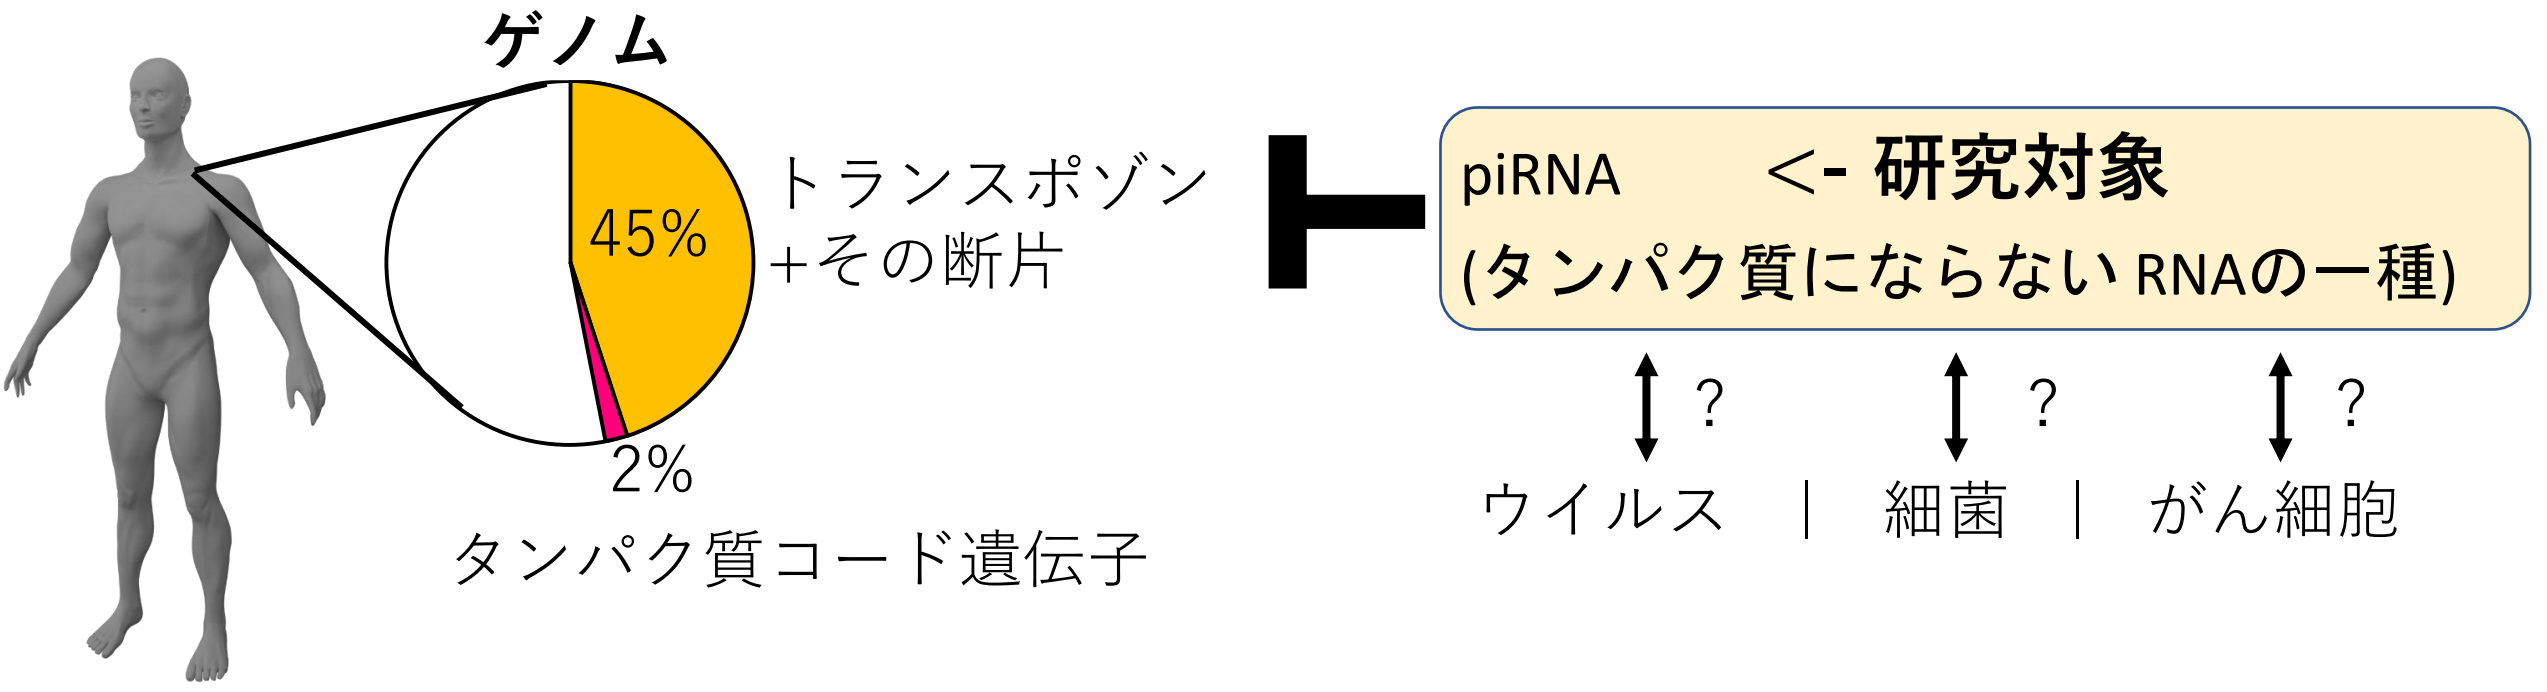 ゲノム
45%
トランスポゾン
+その断片
2%
タンパク質コード遺伝子
piRNA <- 研究対象
(タンパク質にならないRNAの一種)
? ? ?
ウイルス | 細菌 | がん細胞